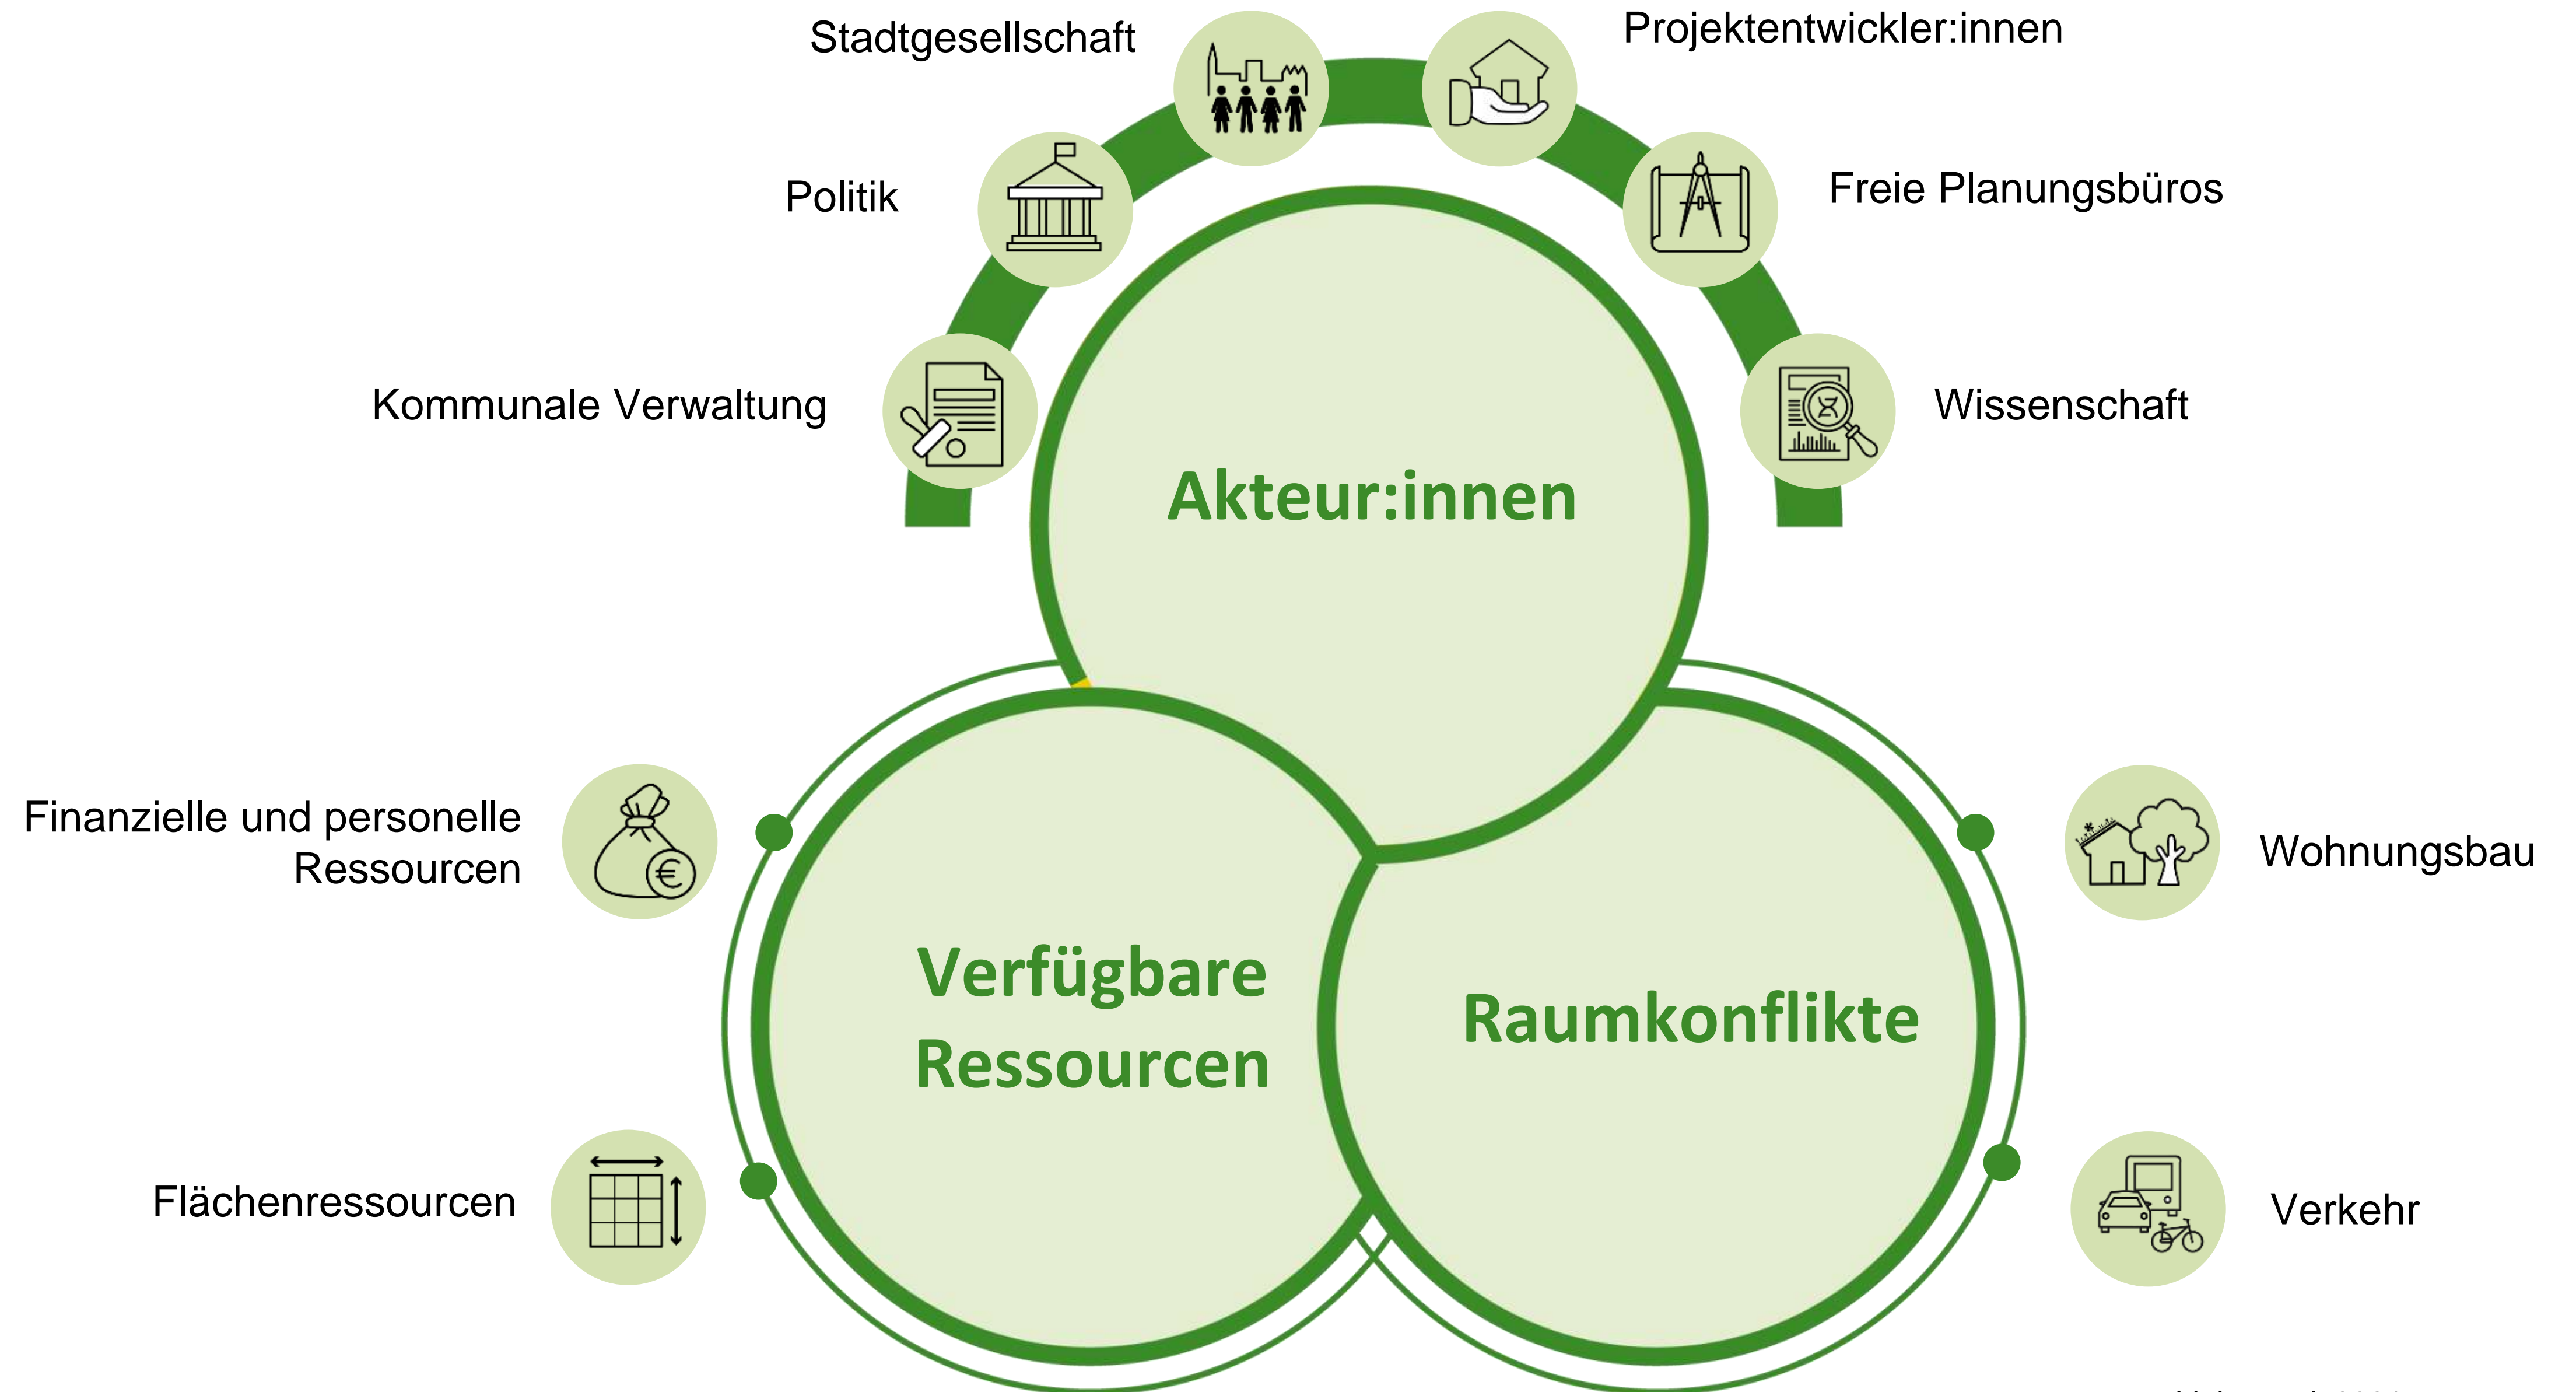 Stadtgesellschaft
Projektentwickler:innen
Politik
Freie Planungsbüros
Kommunale Verwaltung
Wissenschaft
Akteur:innen
Finanzielle und personelle
Ressourcen
Wohnungsbau
Verfügbare
Ressourcen
Raumkonflikte
Flächenressourcen
Verkehr